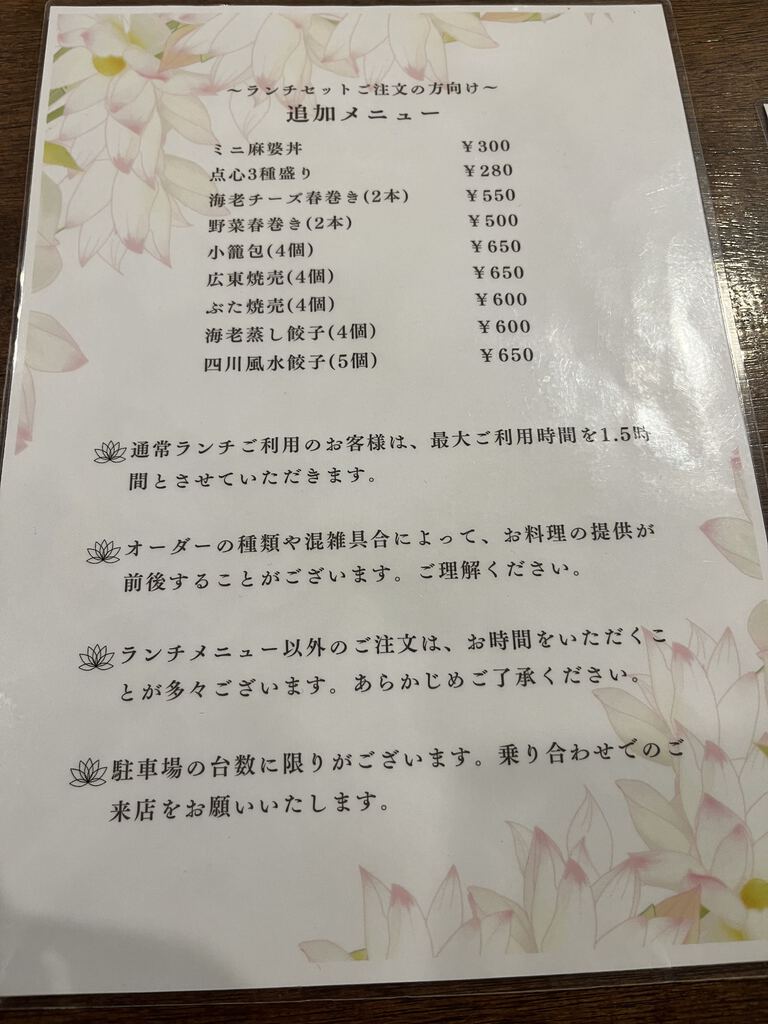 ～ランチセットご注文の方向け～
追加メニュー
ミニ麻婆丼 ￥300
点心3種盛り ￥280
海老チーズ春巻き(2本) ￥550
野菜春巻き(2本) ￥500
小籠包(4個) ￥650
広東焼売(4個) ￥650
ぶた焼売(4個) ￥600
海老蒸し餃子(4個) ￥600
四川風水餃子(5個) ￥650
通常ランチご利用のお客様は、最大ご利用時間を1.5時
間とさせていただきます。
オーダーの種類や混雑具合によって、お料理の提供が
前後することがございます。ご理解ください。
ランチメニュー以外のご注文は、お時間をいただくこ
とが多々ございます。あらかじめご了承ください。
駐車場の台数に限りがございます。乗り合わせでのご
来店をお願いいたします。